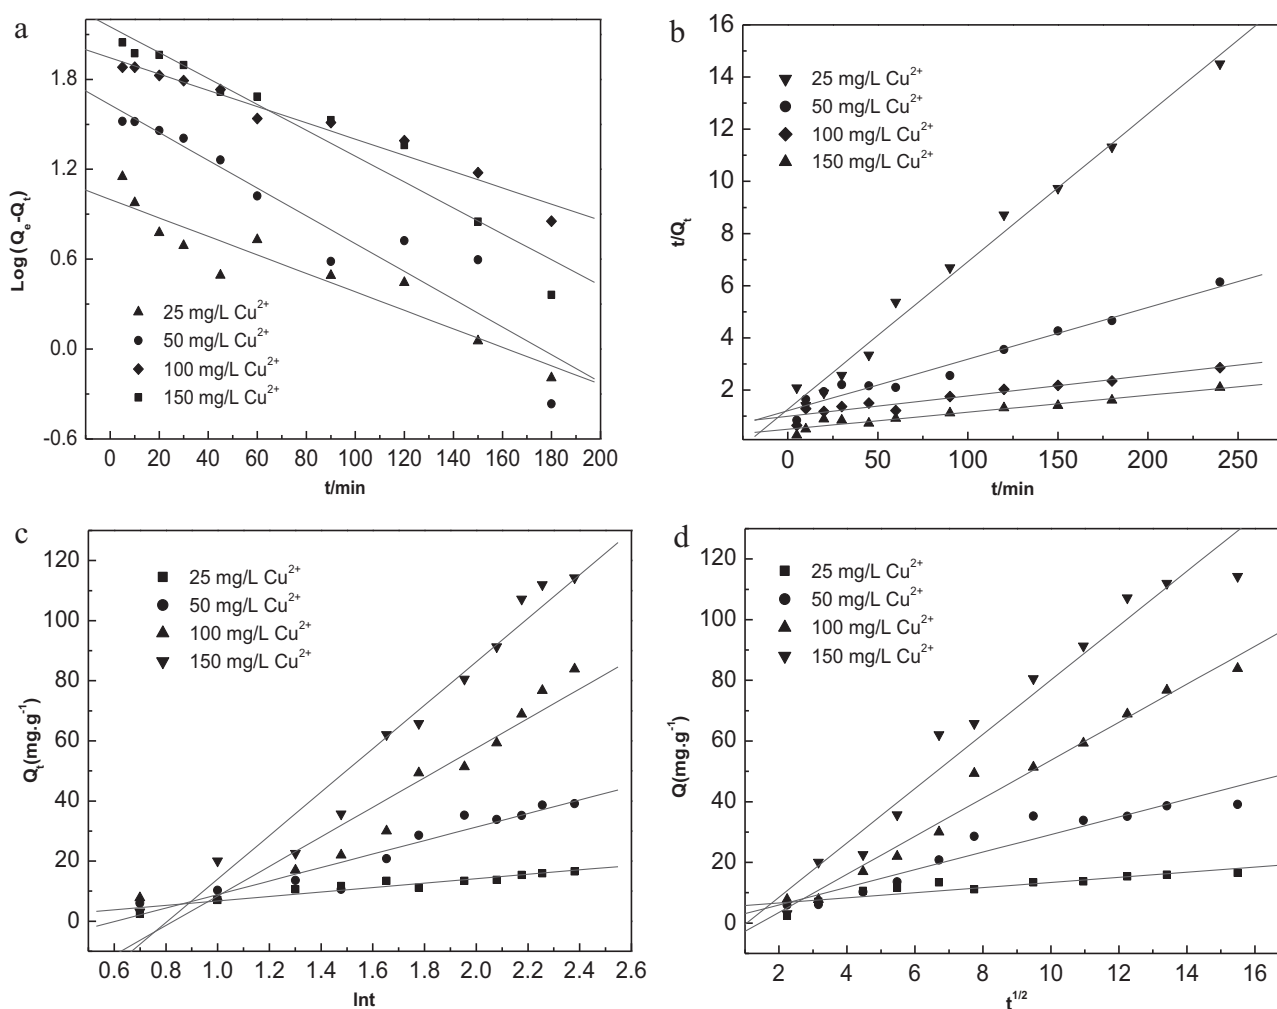 a
Log (Qe-Qt)
1.8
1.2
0.6
0.0
-0.6
25 mg/L Cu2+
50 mg/L Cu2+
100 mg/L Cu2+
150 mg/L Cu2+
0 20 40 60 80 100 120 140 160 180 200
t/min
b
t/Qt
16
14
12
10
8
6
4
2
25 mg/L Cu2+
50 mg/L Cu2+
100 mg/L Cu2+
150 mg/L Cu2+
0 50 100 150 200 250
t/min
c
Qt(mg.g-1)
120
100
80
60
40
20
0
25 mg/L Cu2+
50 mg/L Cu2+
100 mg/L Cu2+
150 mg/L Cu2+
0.6 0.8 1.0 1.2 1.4 1.6 1.8 2.0 2.2 2.4 2.6
lnt
d
Q(mg.g-1)
120
100
80
60
40
20
0
25 mg/L Cu2+
50 mg/L Cu2+
100 mg/L Cu2+
150 mg/L Cu2+
2 4 6 8 10 12 14 16
t1/2